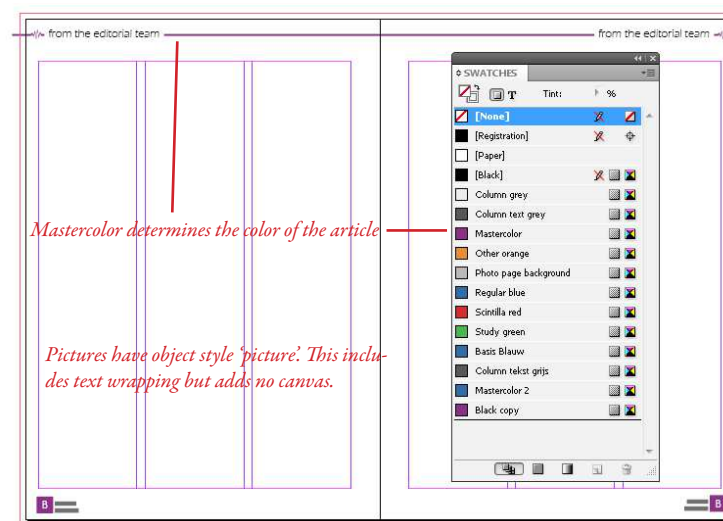 from the editorial team
from the editorial team
SWATCHES
T
Tint:
%
[None]
[Registration]
[Paper]
[Black]
Column grey
Column text grey
Mastercolor
Other orange
Photo page background
Regular blue
Scintilla red
Study green
Basis Blauw
Column tekst grijs
Mastercolor 2
Black copy
Mastercolor determines the color of the article
Pictures have object style ‘picture’. This inclu-
des text wrapping but adds no canvas.
B
B